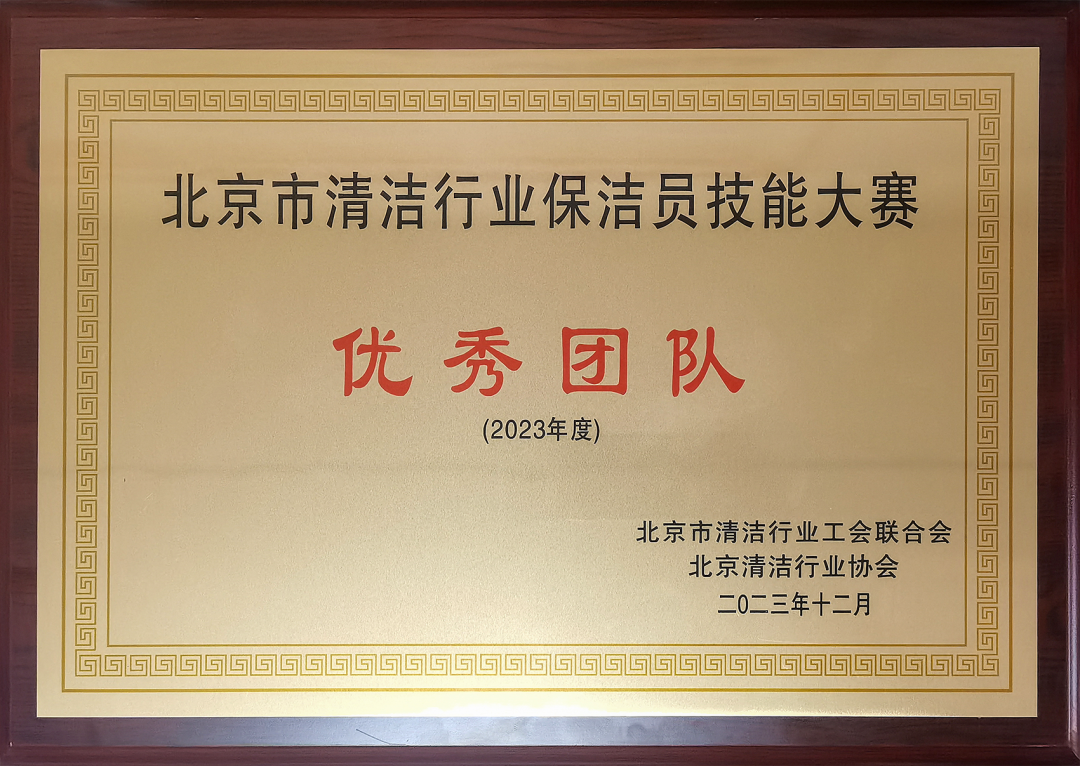 北京市清洁行业保洁员技能大赛
优秀团队
(2023年度)
北京市清洁行业工会联合会
北京清洁行业协会
二0二三年十二月